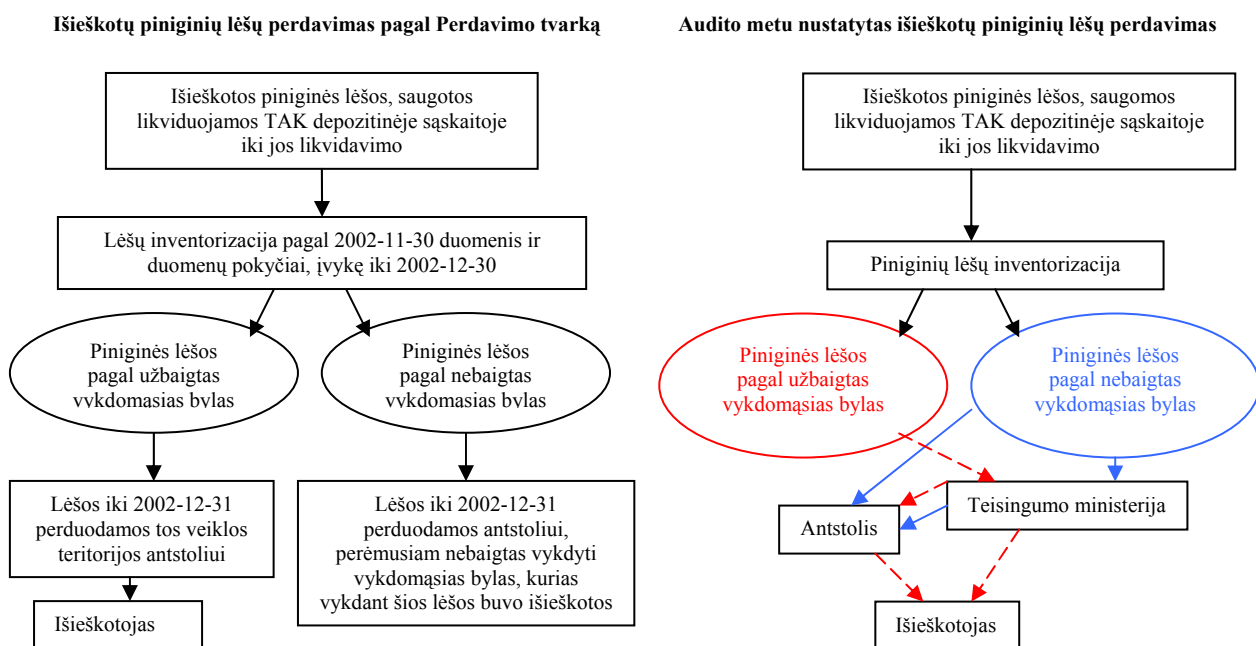 Išieškotų piniginių lėšų perdavimas pagal Perdavimo tvarką
Išieškotos piniginės lėšos, saugotos
likviduojamos TAK depozitinėje sąskaitoje
iki jos likvidavimo
Lėšų inventorizacija pagal 2002-11-30 duomenis ir
duomenų pokyčiai, įvykę iki 2002-12-30
Piniginės lėšos
pagal užbaigtas
vykdomąsias bylas
Piniginės lėšos
pagal nebaigtas
vykdomąsias bylas
Lėšos iki 2002-12-31
perduodamos tos veiklos
teritorijos antstoliui
Lėšos iki 2002-12-31
perduodamos antstoliui,
perėmusiam nebaigtas vykdyti
vykdomąsias bylas, kurias
vykdant šios lėšos buvo išieškotos
Išieškotojas
Audito metu nustatytas išieškotų piniginių lėšų perdavimas
Išieškotos piniginės lėšos, saugomos
likviduojamos TAK depozitinėje sąskaitoje
iki jos likvidavimo
Piniginių lėšų inventorizacija
Piniginės lėšos
pagal užbaigtas
vykdomąsias bylas
Piniginės lėšos
pagal nebaigtas
vykdomąsias bylas
Antstolis
Teisingumo ministerija
Išieškotojas